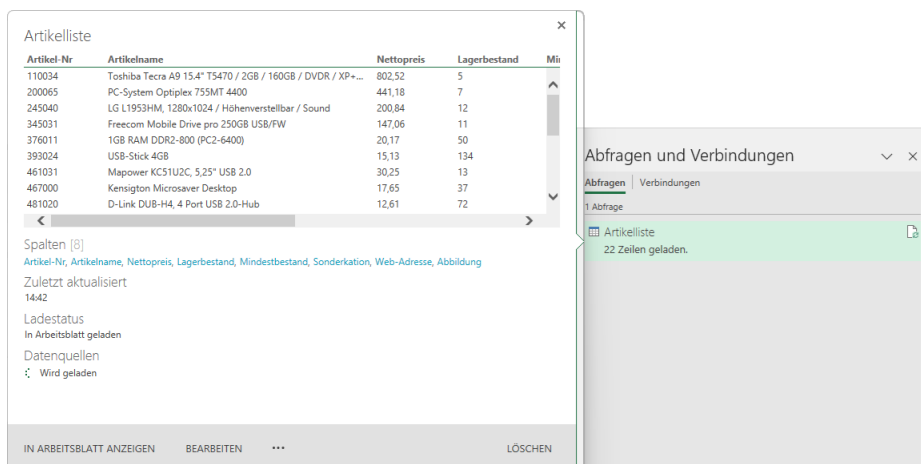 Artikelliste
Artikel-Nr Artikelname Nettopreis Lagerbestand
110034 Toshiba Tecra A9 15.4" T5470 / 2GB / 160GB / DVDR / XP+... 802,52 5
200065 PC-System Optiplex 755MT 4400 441,18 7
245040 LG L1953HM, 1280x1024 / Höhenverstellbar / Sound 200,84 12
345031 Freecom Mobile Drive pro 250GB USB/FW 147,06 11
376011 1GB RAM DDR2-800 (PC2-6400) 20,17 50
393024 USB-Stick 4GB 15,13 134
461031 Mapower KC51U2C, 5,25" USB 2.0 30,25 13
467000 Kensigton Microsaver Desktop 17,65 37
481020 D-Link DUB-H4, 4 Port USB 2.0-Hub 12,61 72
Spalten [8]
Artikel-Nr, Artikelname, Nettopreis, Lagerbestand, Mindestbestand, Sonderkation, Web-Adresse, Abbildung
Zuletzt aktualisiert
14:42
Ladestatus
In Arbeitsblatt geladen
Datenquellen
Wird geladen
IN ARBEITSBLATT ANZEIGEN BEARBEITEN ••• LÖSCHEN
Abfragen und Verbindungen
Abfragen Verbindungen
1 Abfrage
Artikelliste
22 Zeilen geladen.